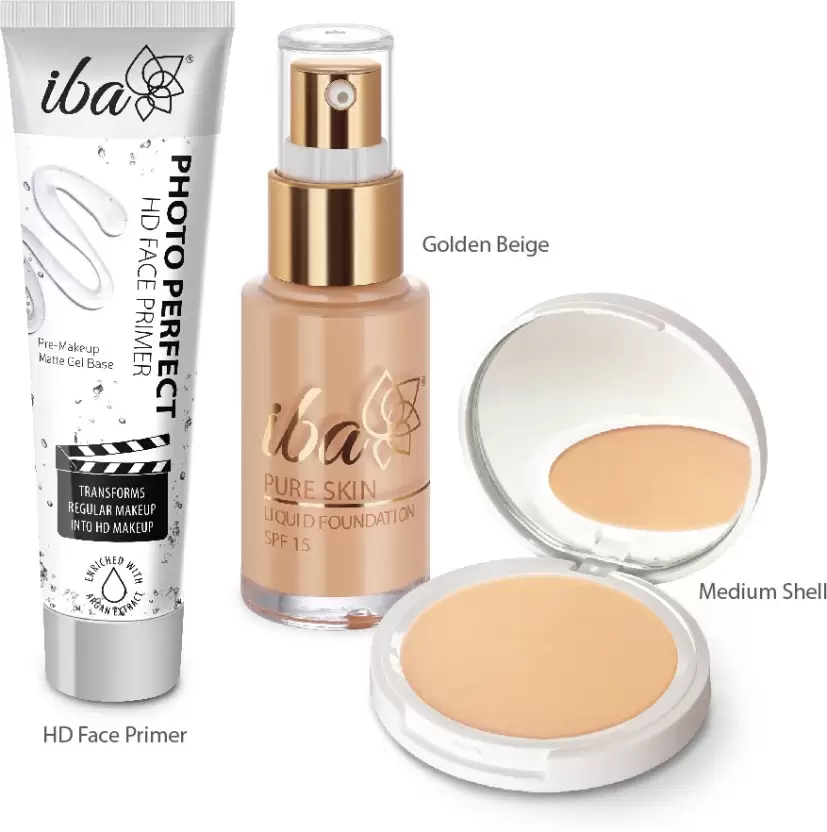 iba®
PHOTO PERFECT
HD FACE PRIMER
Pre-Makeup
Matte Gel Base
TRANSFORMS
REGULAR MAKEUP
INTO HD MAKEUP
ENRICHED WITH
ARGAN EXTRACT
HD Face Primer
iba®
PURE SKIN
LIQUID FOUNDATION
SPF 15
Golden Beige
Medium Shell